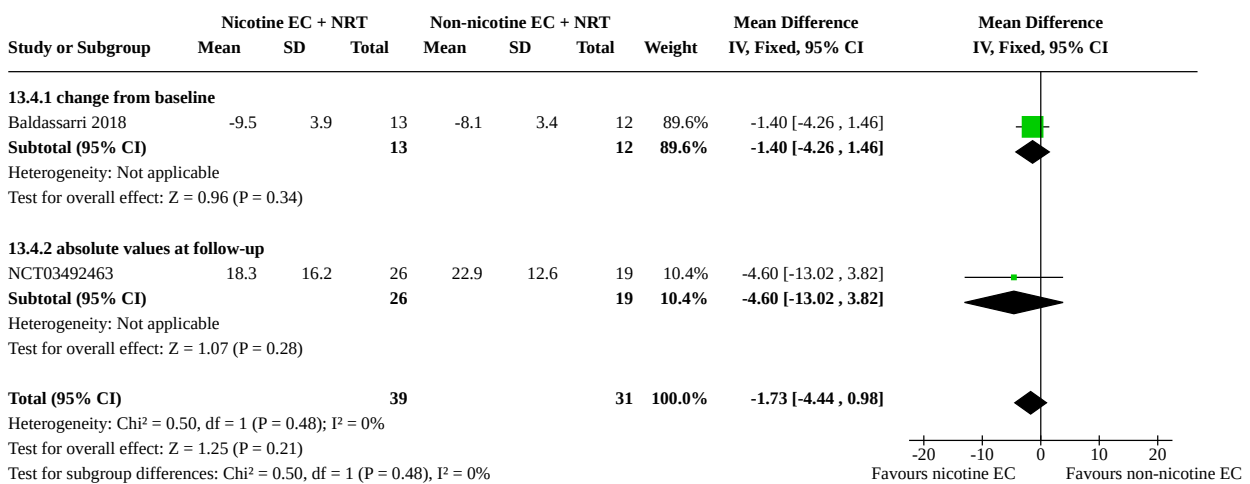 Nicotine EC + NRT Non-nicotine EC + NRT Mean Difference Mean Difference
Study or Subgroup Mean SD Total Mean SD Total Weight IV, Fixed, 95% CI IV, Fixed, 95% CI
13.4.1 change from baseline
Baldassarri 2018 -9.5 3.9 13 -8.1 3.4 12 89.6% -1.40 [-4.26 , 1.46]
Subtotal (95% CI) 13 12 89.6% -1.40 [-4.26 , 1.46]
Heterogeneity: Not applicable
Test for overall effect: Z = 0.96 (P = 0.34)
13.4.2 absolute values at follow-up
NCT03492463 18.3 16.2 26 22.9 12.6 19 10.4% -4.60 [-13.02 , 3.82]
Subtotal (95% CI) 26 19 10.4% -4.60 [-13.02 , 3.82]
Heterogeneity: Not applicable
Test for overall effect: Z = 1.07 (P = 0.28)
Total (95% CI) 39 31 100.0% -1.73 [-4.44 , 0.98]
Heterogeneity: Chi² = 0.50, df = 1 (P = 0.48); I² = 0%
Test for overall effect: Z = 1.25 (P = 0.21)
-20 -10 0 10 20
Test for subgroup differences: Chi² = 0.50, df = 1 (P = 0.48), I² = 0% Favours nicotine EC Favours non-nicotine EC